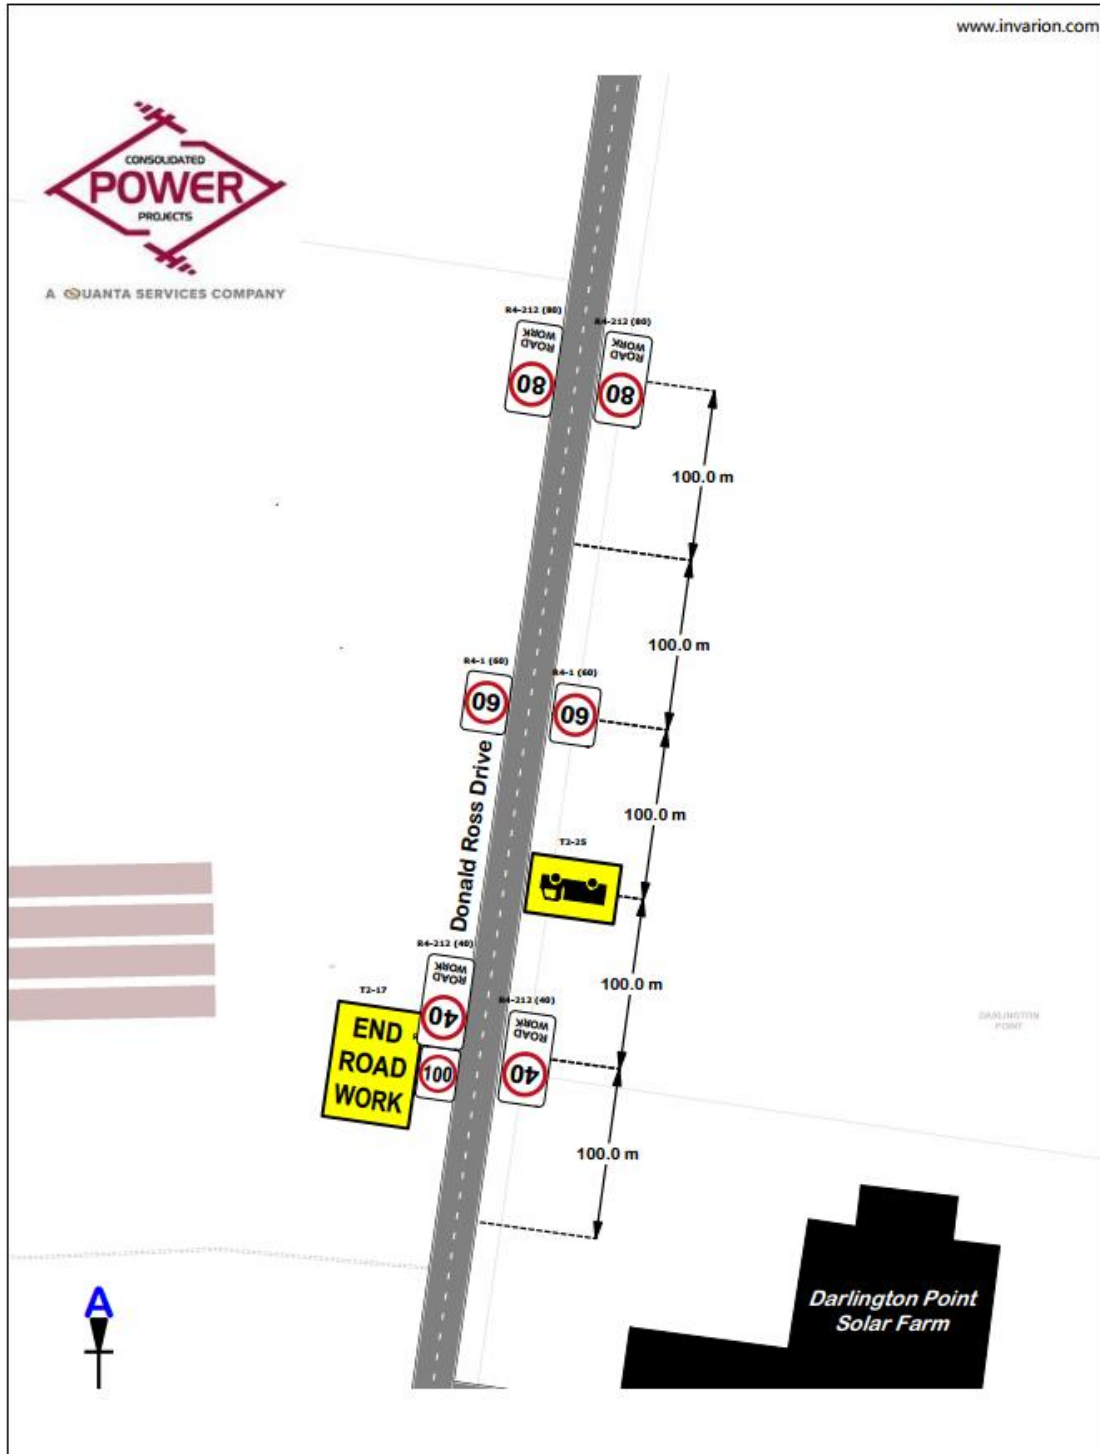 www.invarion.com
CONSOLIDATED
POWER
PROJECTS
A QUANTA SERVICES COMPANY
R4-212 (80)
ROAD
WORK
80
R4-212 (80)
ROAD
WORK
80
100.0 m
100.0 m
R4-1 (60)
60
R4-1 (60)
60
Donald Ross Drive
100.0 m
T2-25
R4-212 (40)
ROAD
WORK
40
100.0 m
T2-17
END
ROAD
WORK
100
R4-212 (40)
ROAD
WORK
40
DARLINGTON
POINT
100.0 m
Darlington Point
Solar Farm
A